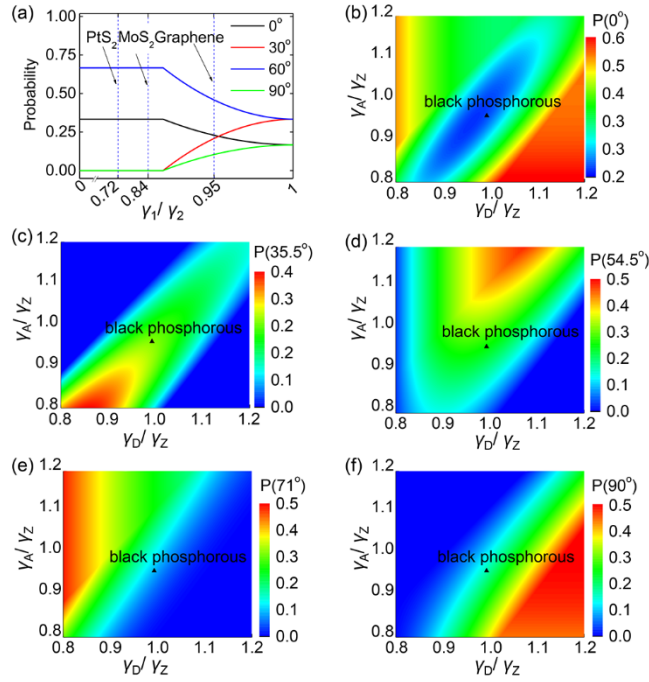 (a)
1.00
0.75
0.50
0.25
0.00
Probability
PtS2 MoS2 Graphene
0°
30°
60°
90°
0 0.72 0.84 0.95 1
γ1/ γ2
(b)
P(0°)
1.2
1.1
1.0
0.9
0.8
γA/ γZ
black phosphorous
0.8 0.9 1.0 1.1 1.2
γD/ γZ
0.6
0.5
0.4
0.3
0.2
(c)
P(35.5°)
1.2
1.1
1.0
0.9
0.8
γA/ γZ
black phosphorous
0.8 0.9 1.0 1.1 1.2
γD/ γZ
0.4
0.3
0.2
0.1
0.0
(d)
P(54.5°)
1.2
1.1
1.0
0.9
0.8
γA/ γZ
black phosphorous
0.8 0.9 1.0 1.1 1.2
γD/ γZ
0.5
0.4
0.3
0.2
0.1
0.0
(e)
P(71°)
1.2
1.1
1.0
0.9
0.8
γA/ γZ
black phosphorous
0.8 0.9 1.0 1.1 1.2
γD/ γZ
0.5
0.4
0.3
0.2
0.1
0.0
(f)
P(90°)
1.2
1.1
1.0
0.9
0.8
γA/ γZ
black phosphorous
0.8 0.9 1.0 1.1 1.2
γD/ γZ
0.5
0.4
0.3
0.2
0.1
0.0